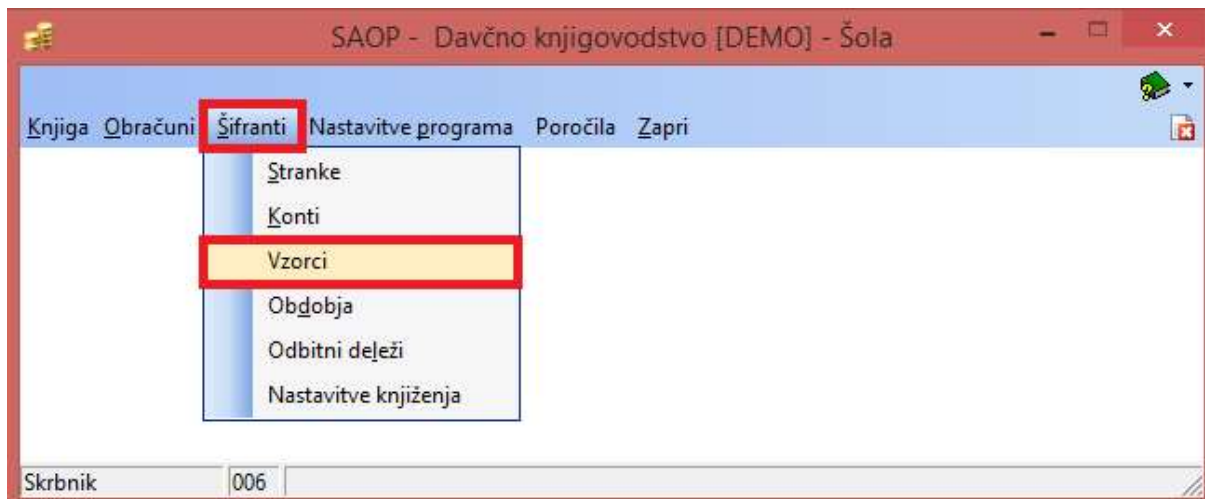 SAOP - Davčno knjigovodstvo [DEMO] - Šola
Knjiga Obračuni Šifranti Nastavitve programa Poročila Zapri
Stranke
Konti
Vzorci
Obdobja
Odbitni deleži
Nastavitve knjiženja
Skrbnik 006